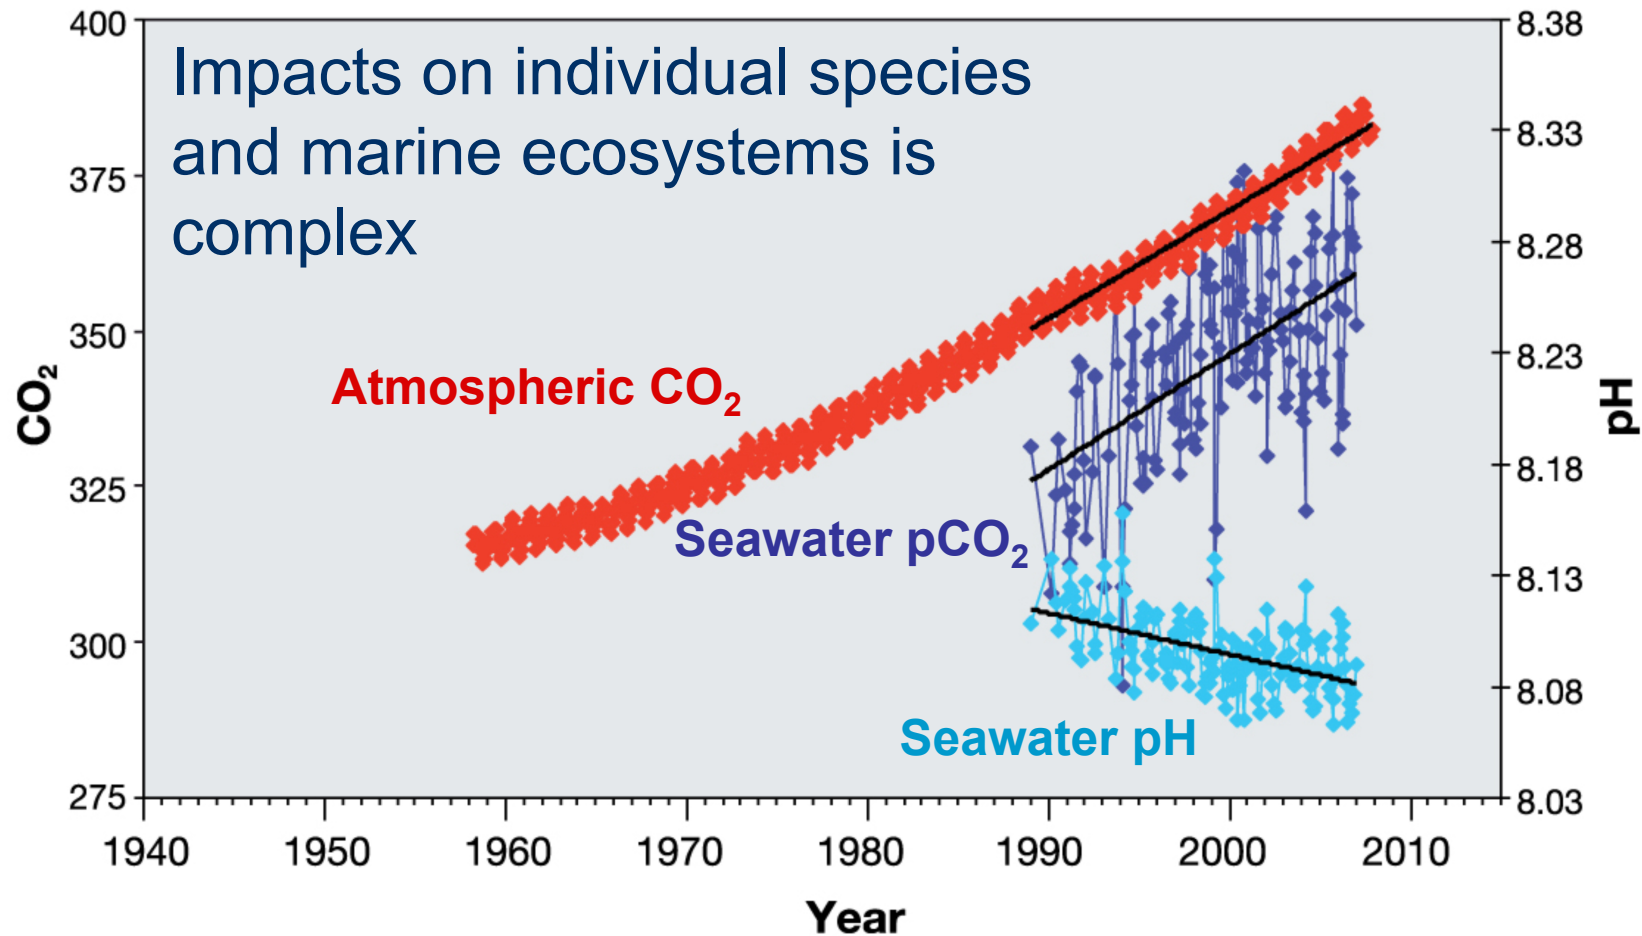 Impacts on individual species
and marine ecosystems is
complex
Atmospheric CO₂
Seawater pCO₂
Seawater pH
CO₂
400
375
350
325
300
275
pH
8.38
8.33
8.28
8.23
8.18
8.13
8.08
8.03
1940 1950 1960 1970 1980 1990 2000 2010
Year